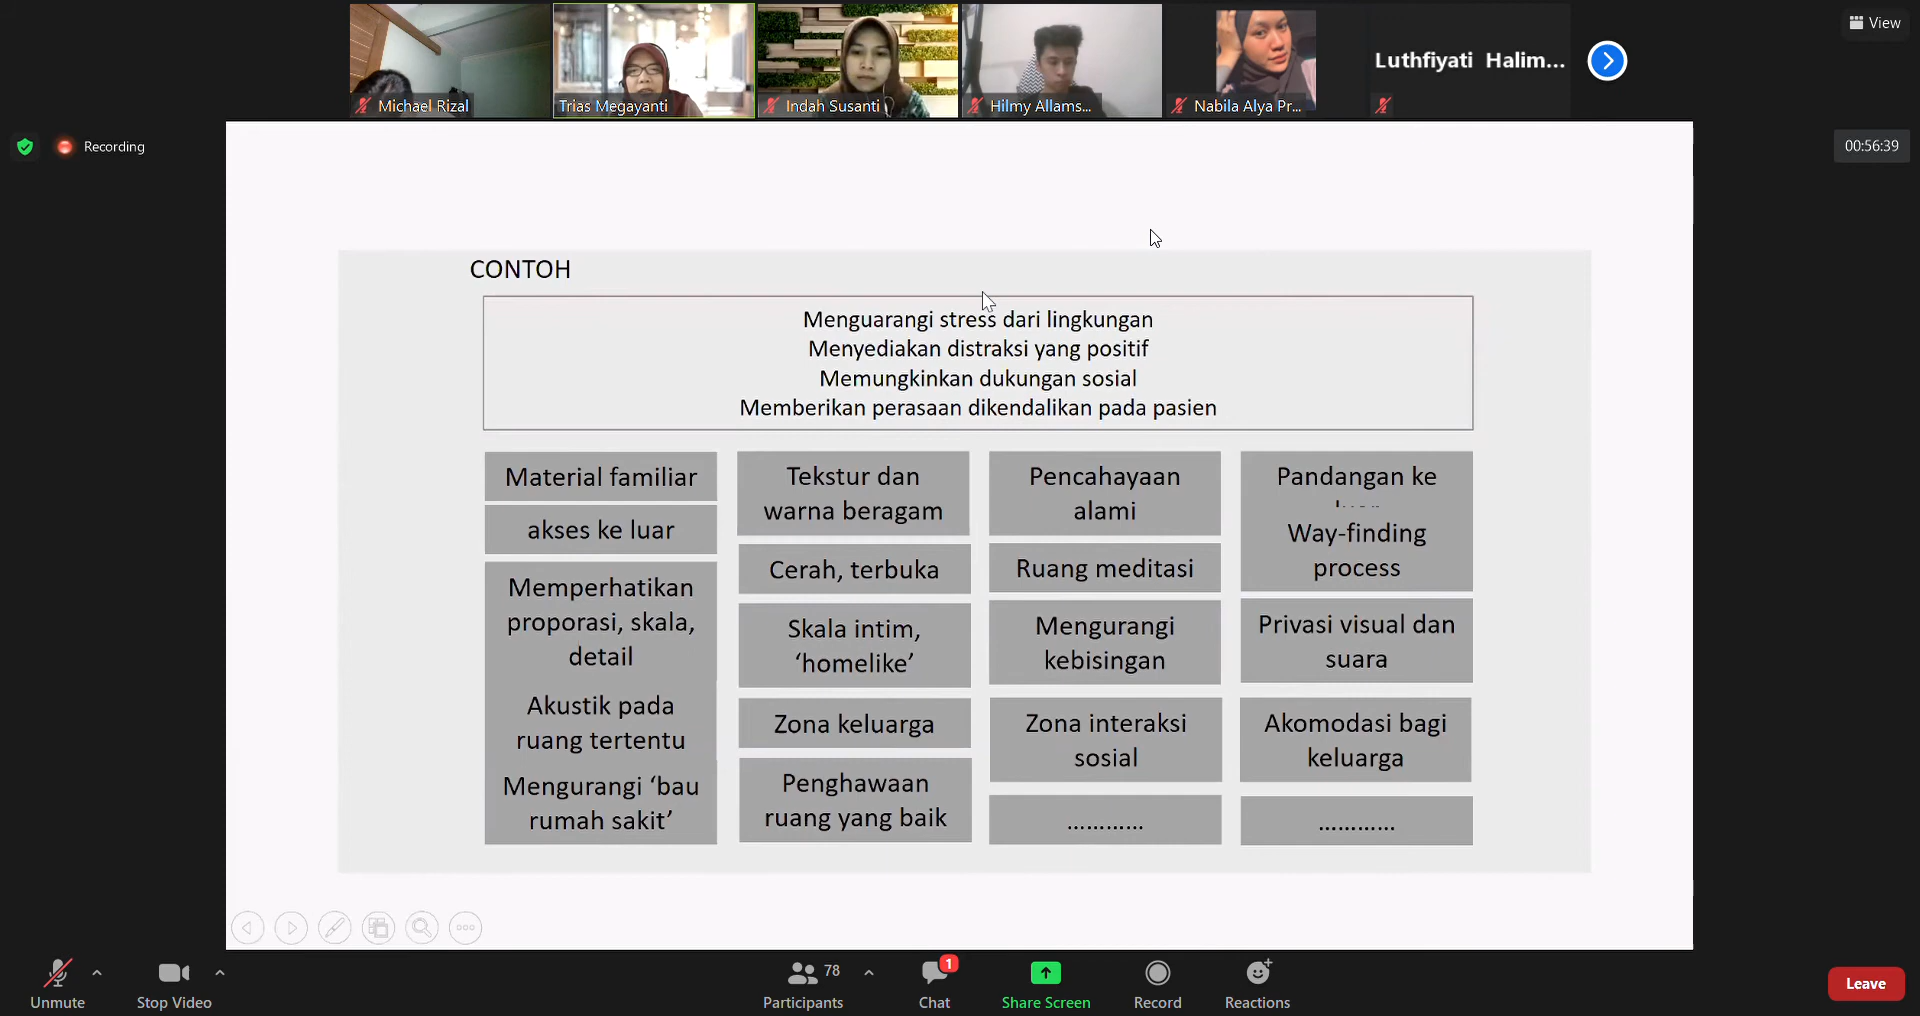 View
Michael Rizal
Trias Megayanti
Indah Susanti
Hilmy Allams...
Nabila Alya Pr...
Luthfiyati Halim...
Recording
00:56:39
CONTOH
Menguarangi stress dari lingkungan
Menyediakan distraksi yang positif
Memungkinkan dukungan sosial
Memberikan perasaan dikendalikan pada pasien
Material familiar
akses ke luar
Memperhatikan
proporasi, skala,
detail
Akustik pada
ruang tertentu
Mengurangi ‘bau
rumah sakit’
Tekstur dan
warna beragam
Cerah, terbuka
Skala intim,
‘homelike’
Zona keluarga
Penghawaan
ruang yang baik
Pencahayaan
alami
Ruang meditasi
Mengurangi
kebisingan
Zona interaksi
sosial
............
Pandangan ke
Way-finding
process
Privasi visual dan
suara
Akomodasi bagi
keluarga
............
Unmute
Stop Video
78
Participants
1
Chat
Share Screen
Record
Reactions
Leave